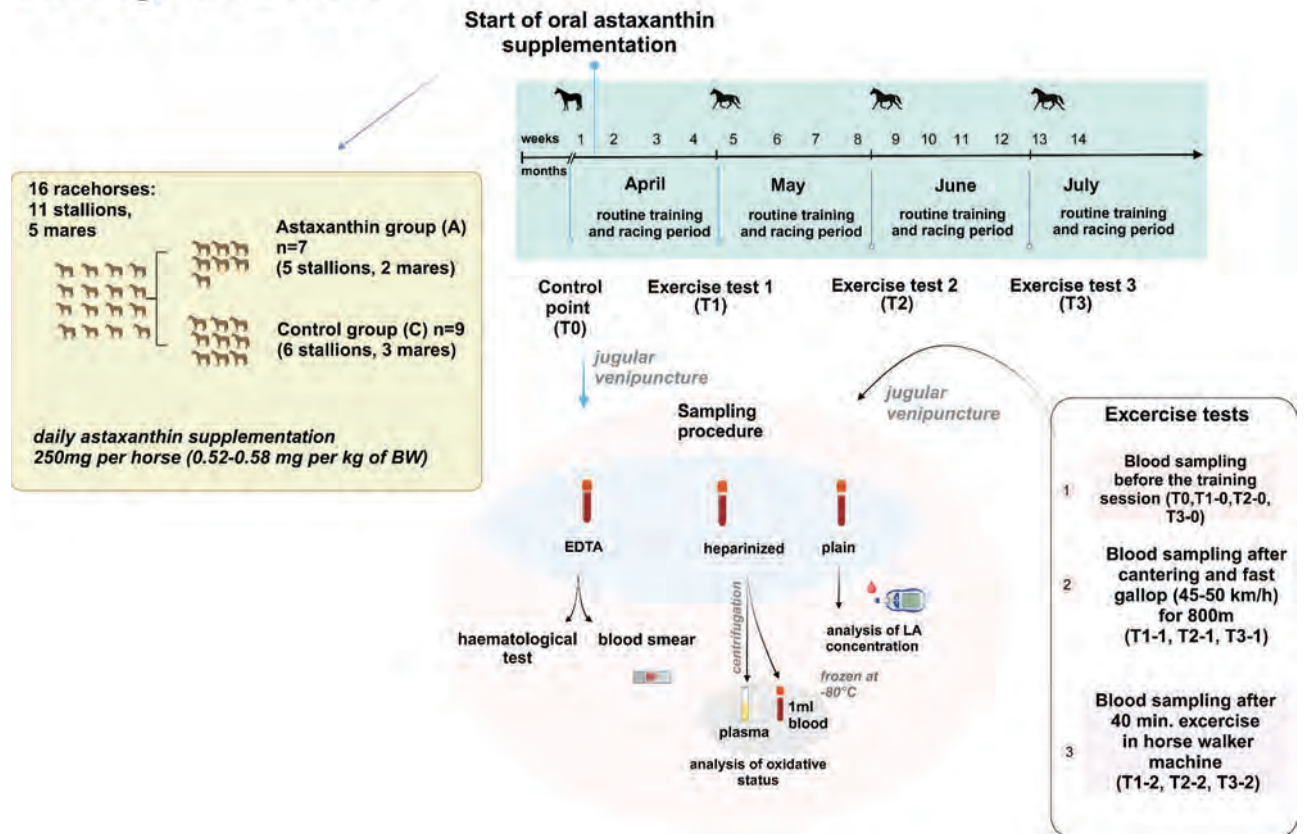 Start of oral astaxanthin
supplementation
weeks 1 2 3 4 5 6 7 8 9 10 11 12 13 14
months
April May June July
routine training
and racing period
routine training
and racing period
routine training
and racing period
routine training
and racing period
16 racehorses:
11 stallions,
5 mares
Astaxanthin group (A)
n=7
(5 stallions, 2 mares)
Control group (C) n=9
(6 stallions, 3 mares)
daily astaxanthin supplementation
250mg per horse (0.52-0.58 mg per kg of BW)
Control
point
(T0)
Exercise test 1
(T1)
Exercise test 2
(T2)
Exercise test 3
(T3)
jugular
venipuncture
jugular
venipuncture
Sampling
procedure
EDTA
heparinized
plain
haematological
test
blood smear
centrifugation
analysis of LA
concentration
frozen at
-80°C
plasma
1ml
blood
analysis of oxidative
status
Excercise tests
1
Blood sampling
before the training
session (T0,T1-0,T2-0,
T3-0)
2
Blood sampling after
cantering and fast
gallop (45-50 km/h)
for 800m
(T1-1, T2-1, T3-1)
3
Blood sampling after
40 min. excercise
in horse walker
machine
(T1-2, T2-2, T3-2)